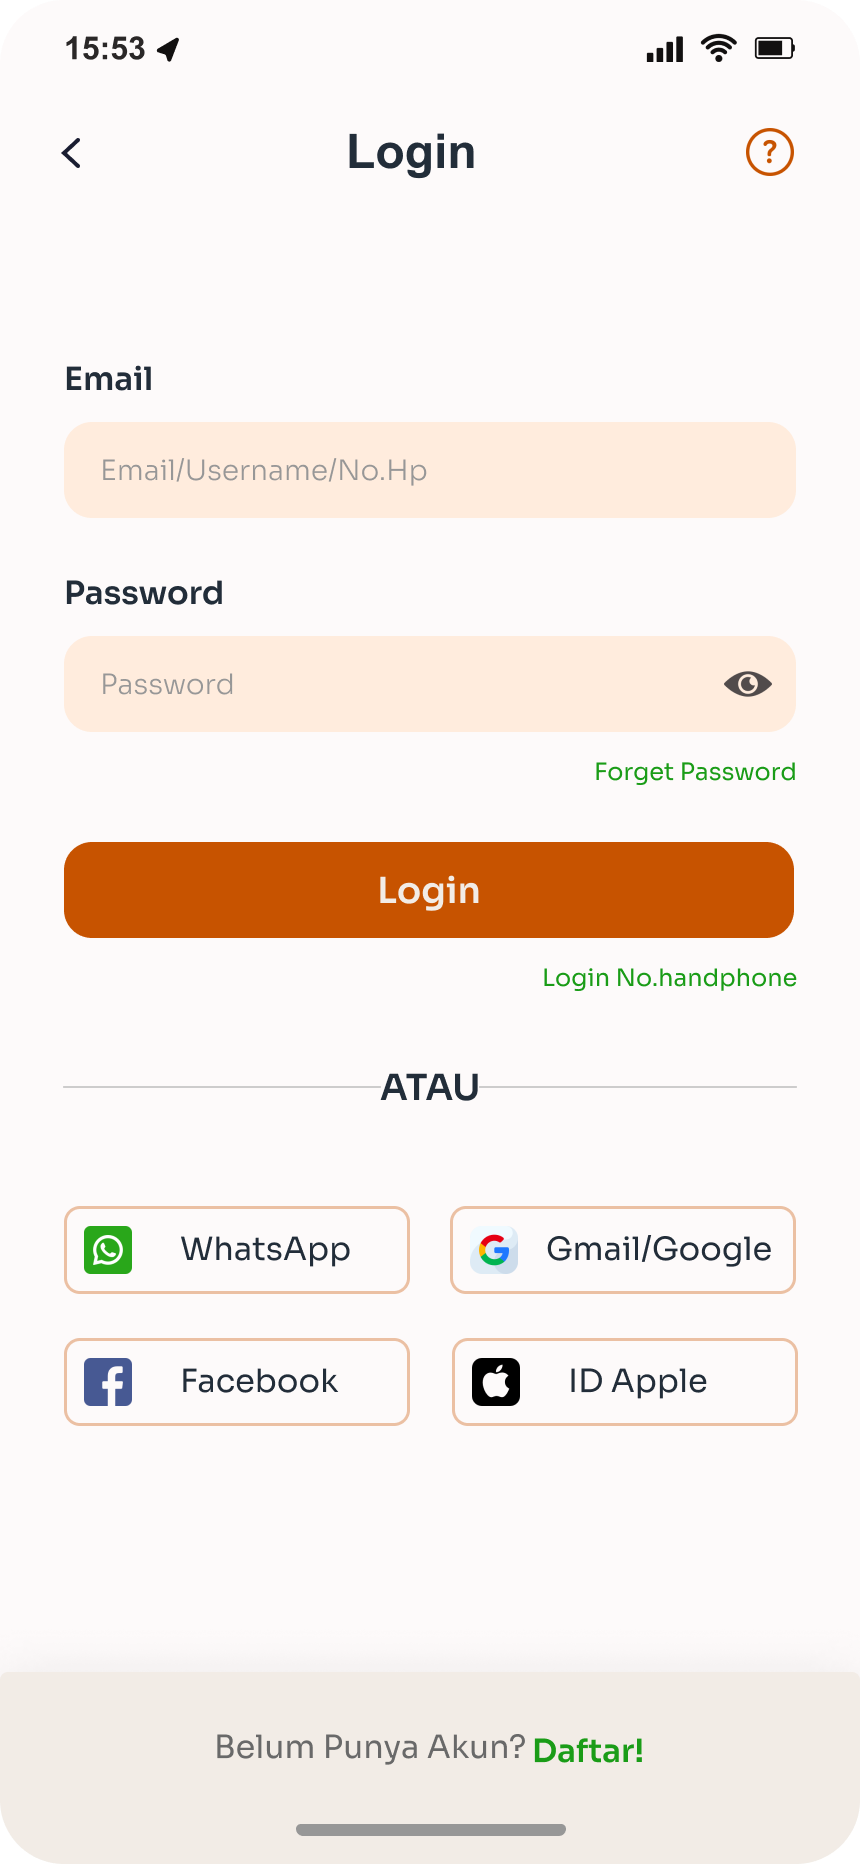 15:53
Login
?
Email
Email/Username/No.Hp
Password
Password
Forget Password
Login
Login No.handphone
ATAU
WhatsApp
Gmail/Google
Facebook
ID Apple
Belum Punya Akun? Daftar!